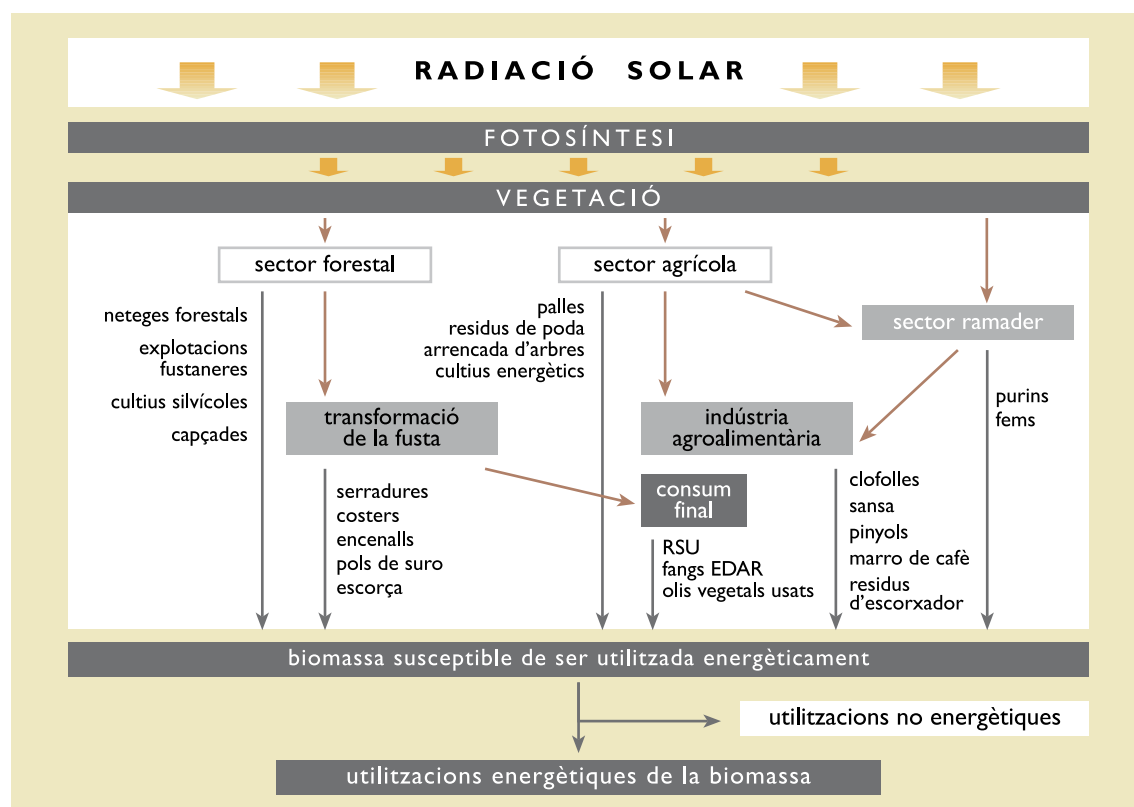 RADIACIÓ SOLAR
FOTOSÍNTESI
VEGETACIÓ
sector forestal
sector agrícola
sector ramader
neteges forestals
explotacions
fustaneres
cultius silvícoles
capçades
palles
residus de poda
arrencada d'arbres
cultius energètics
transformació
de la fusta
indústria
agroalimentària
purins
fems
serradures
costers
encenalls
pols de suro
escorça
consum
final
RSU
fangs EDAR
olis vegetals usats
clofolles
sansa
pinyols
marro de cafè
residus
d'escorxador
biomassa susceptible de ser utilitzada energèticament
utilitzacions no energètiques
utilitzacions energètiques de la biomassa